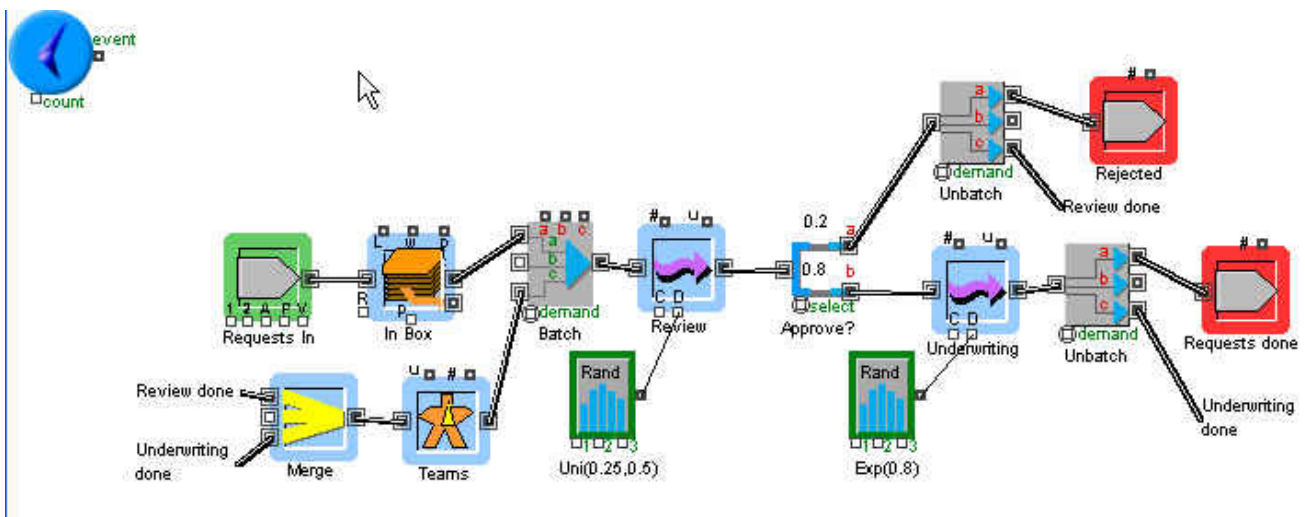 event
count
a
b
c
#
demand
Unbatch
Rejected
Review done
0.2
a
0.8
b
select
Approve?
L w p
R
P
In Box
1 2 A P V
Requests In
a b c
a
b
c
demand
Batch
# u
C D
Review
# u
C D
Underwriting
a
b
c
demand
Unbatch
#
Requests done
Underwriting
done
Review done
Underwriting
done
Merge
u #
Teams
Rand
1 2 3
Uni(0.25,0.5)
Rand
1 2 3
Exp(0.8)